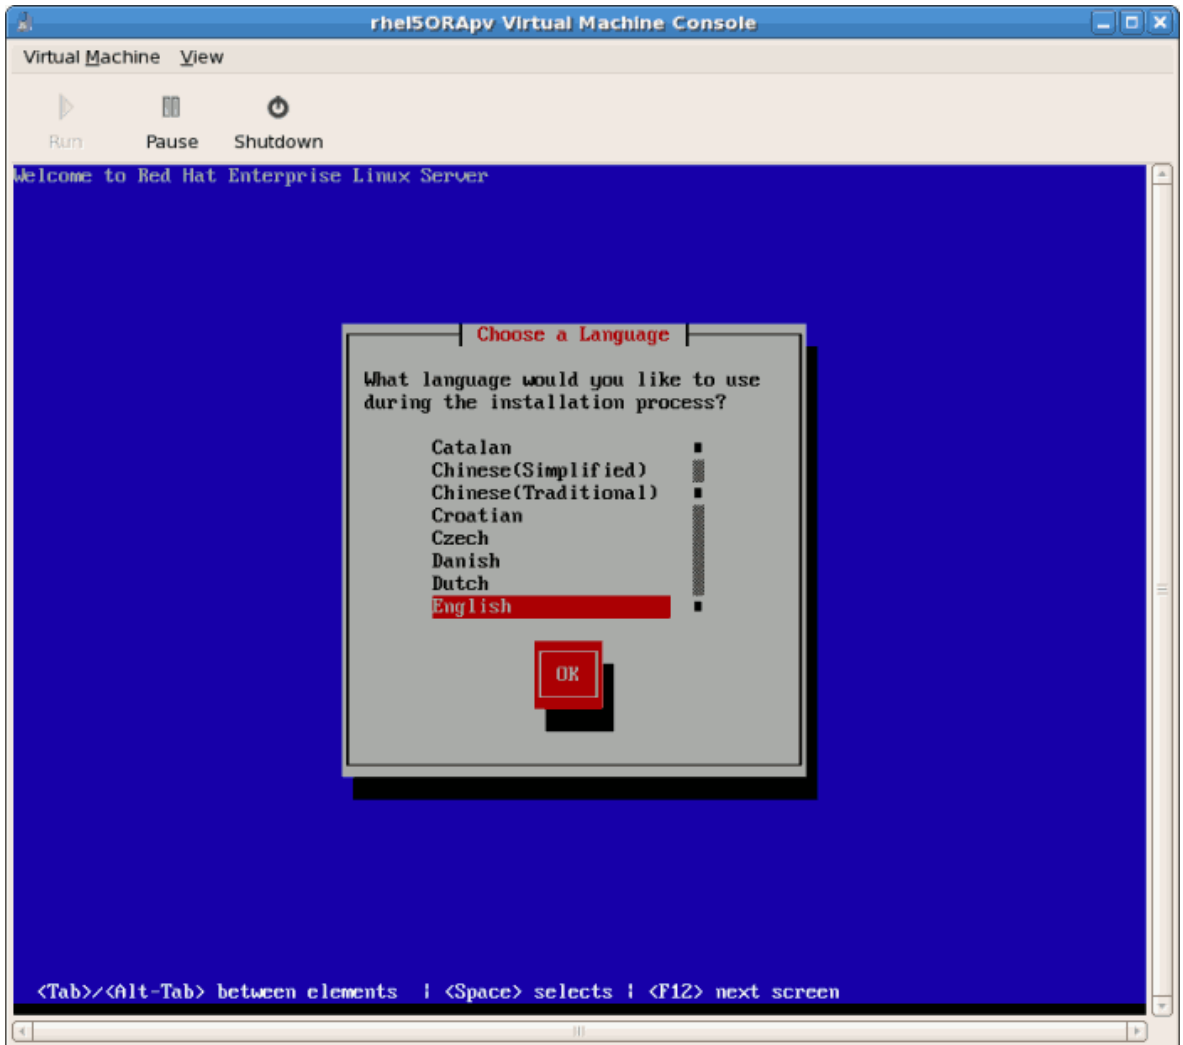 rhel5ORApv Virtual Machine Console
Virtual Machine View
Run Pause Shutdown
Welcome to Red Hat Enterprise Linux Server
Choose a Language
What language would you like to use
during the installation process?
Catalan
Chinese(Simplified)
Chinese(Traditional)
Croatian
Czech
Danish
Dutch
English
OK
<Tab>/<Alt-Tab> between elements | <Space> selects | <F12> next screen